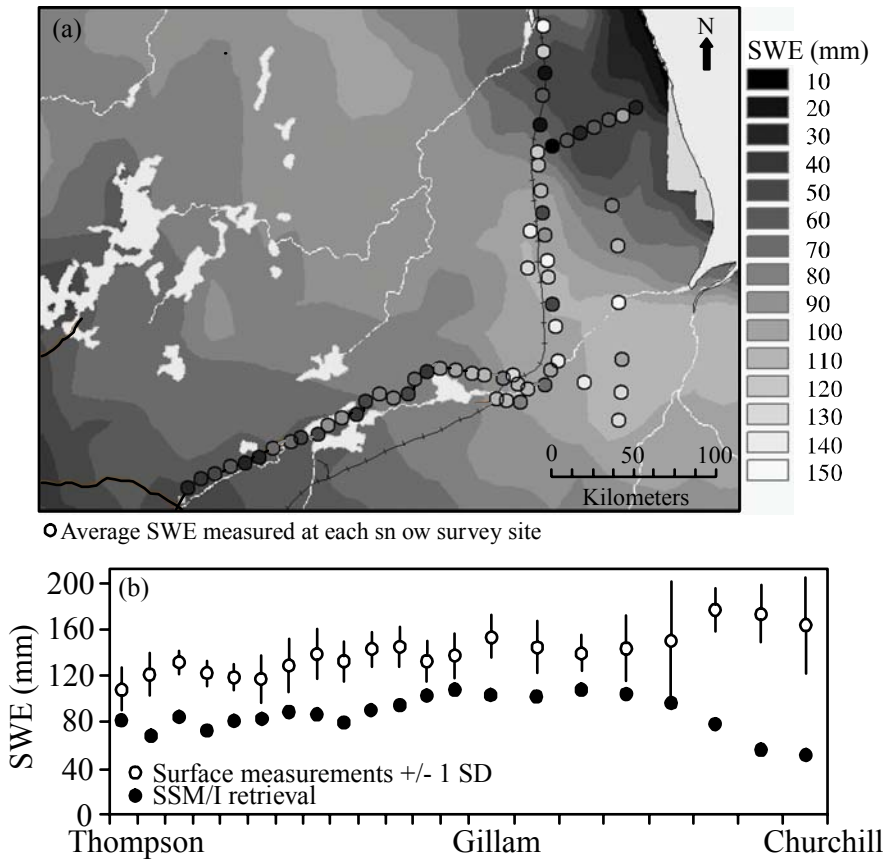 (a)
N
SWE (mm)
10
20
30
40
50
60
70
80
90
100
110
120
130
140
150
0 50 100
Kilometers
Average SWE measured at each sn ow survey site
(b)
SWE (mm)
200
160
120
80
40
0
Surface measurements +/- 1 SD
SSM/I retrieval
Thompson Gillam Churchill